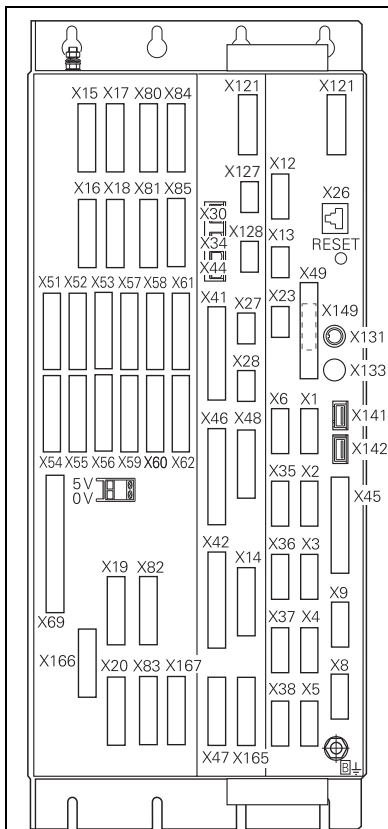 X15 X17 X80 X84
X121
X121
X127
X12
X16 X18 X81 X85
X30
X26
X34
X128
X13
RESET
X44
X49
X51 X52 X53 X57 X58 X61
X41
X27
X23
X149
X131
X28
X133
X6 X1
X141
X46 X48
X142
X54 X55 X56 X59 X60 X62
X35 X2
X45
5V
0V
X42 X14
X36 X3
X19 X82
X9
X69
X37 X4
X166
X20 X83 X167
X8
X38 X5
X47 X165
B